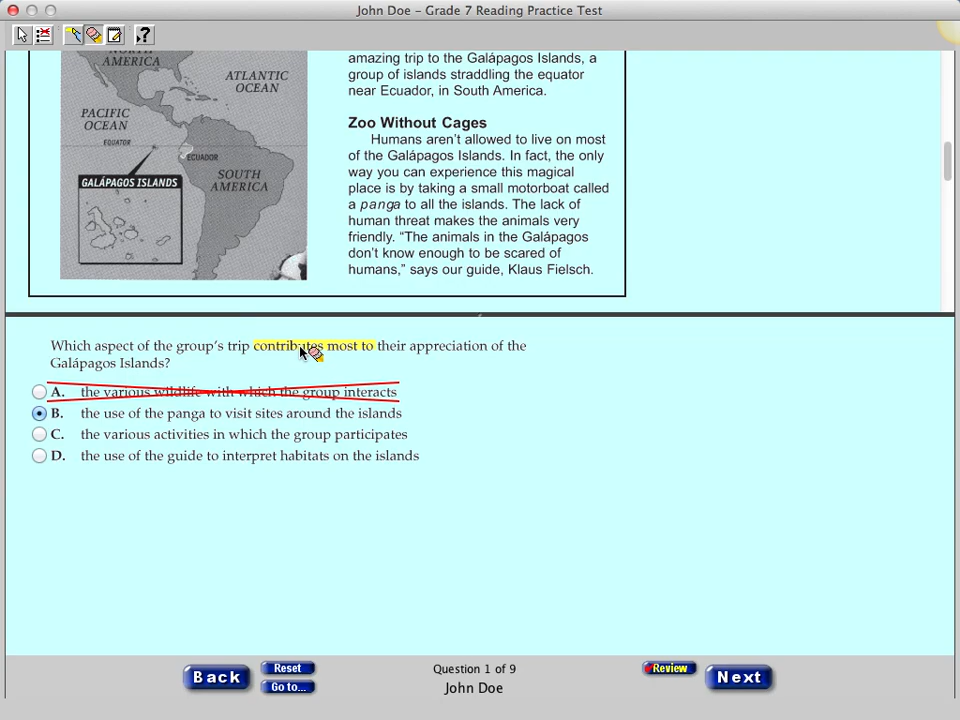 John Doe – Grade 7 Reading Practice Test
NORTH
AMERICA
ATLANTIC
OCEAN
PACIFIC
OCEAN
EQUATOR
ECUADOR
GALÁPAGOS ISLANDS
SOUTH
AMERICA
amazing trip to the Galápagos Islands, a
group of islands straddling the equator
near Ecuador, in South America.
Zoo Without Cages
Humans aren't allowed to live on most
of the Galápagos Islands. In fact, the only
way you can experience this magical
place is by taking a small motorboat called
a panga to all the islands. The lack of
human threat makes the animals very
friendly. “The animals in the Galápagos
don't know enough to be scared of
humans,” says our guide, Klaus Fielsch.
Which aspect of the group's trip contributes most to their appreciation of the
Galápagos Islands?
A. the various wildlife with which the group interacts
B. the use of the panga to visit sites around the islands
C. the various activities in which the group participates
D. the use of the guide to interpret habitats on the islands
Back
Reset
Go to...
Question 1 of 9
John Doe
Review
Next